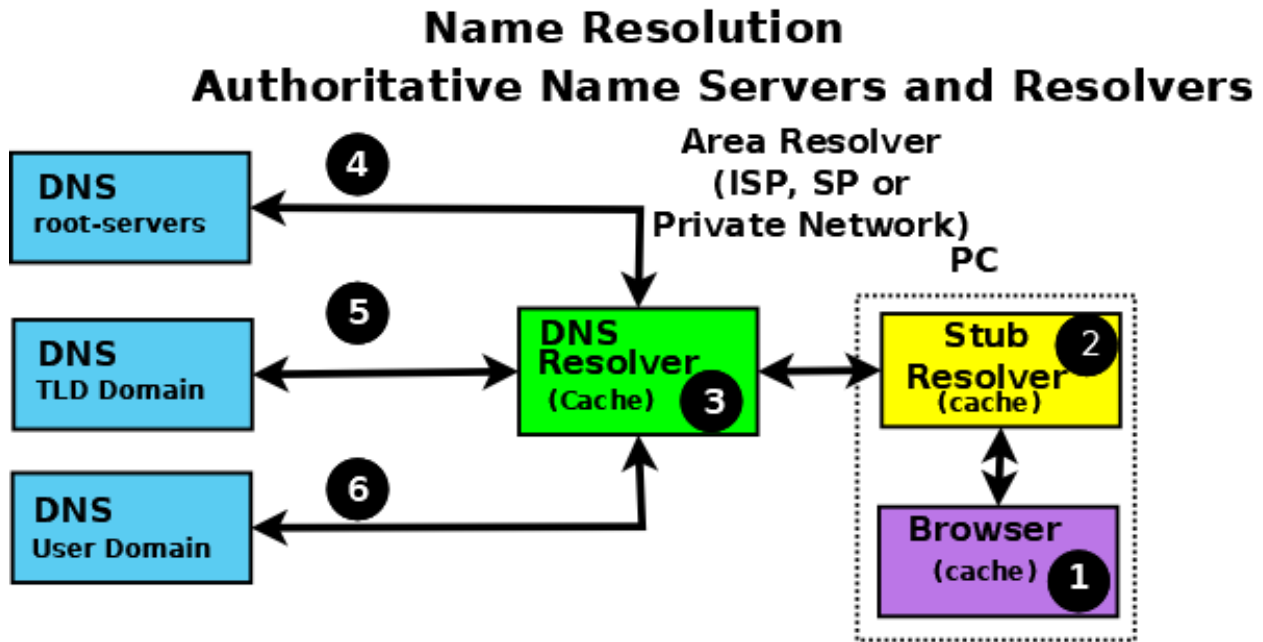 Name Resolution
Authoritative Name Servers and Resolvers
Area Resolver
(ISP, SP or
Private Network)
PC
DNS
root-servers
4
DNS
TLD Domain
5
DNS
User Domain
6
DNS
Resolver
(Cache)
3
Stub
Resolver
(cache)
2
Browser
(cache)
1